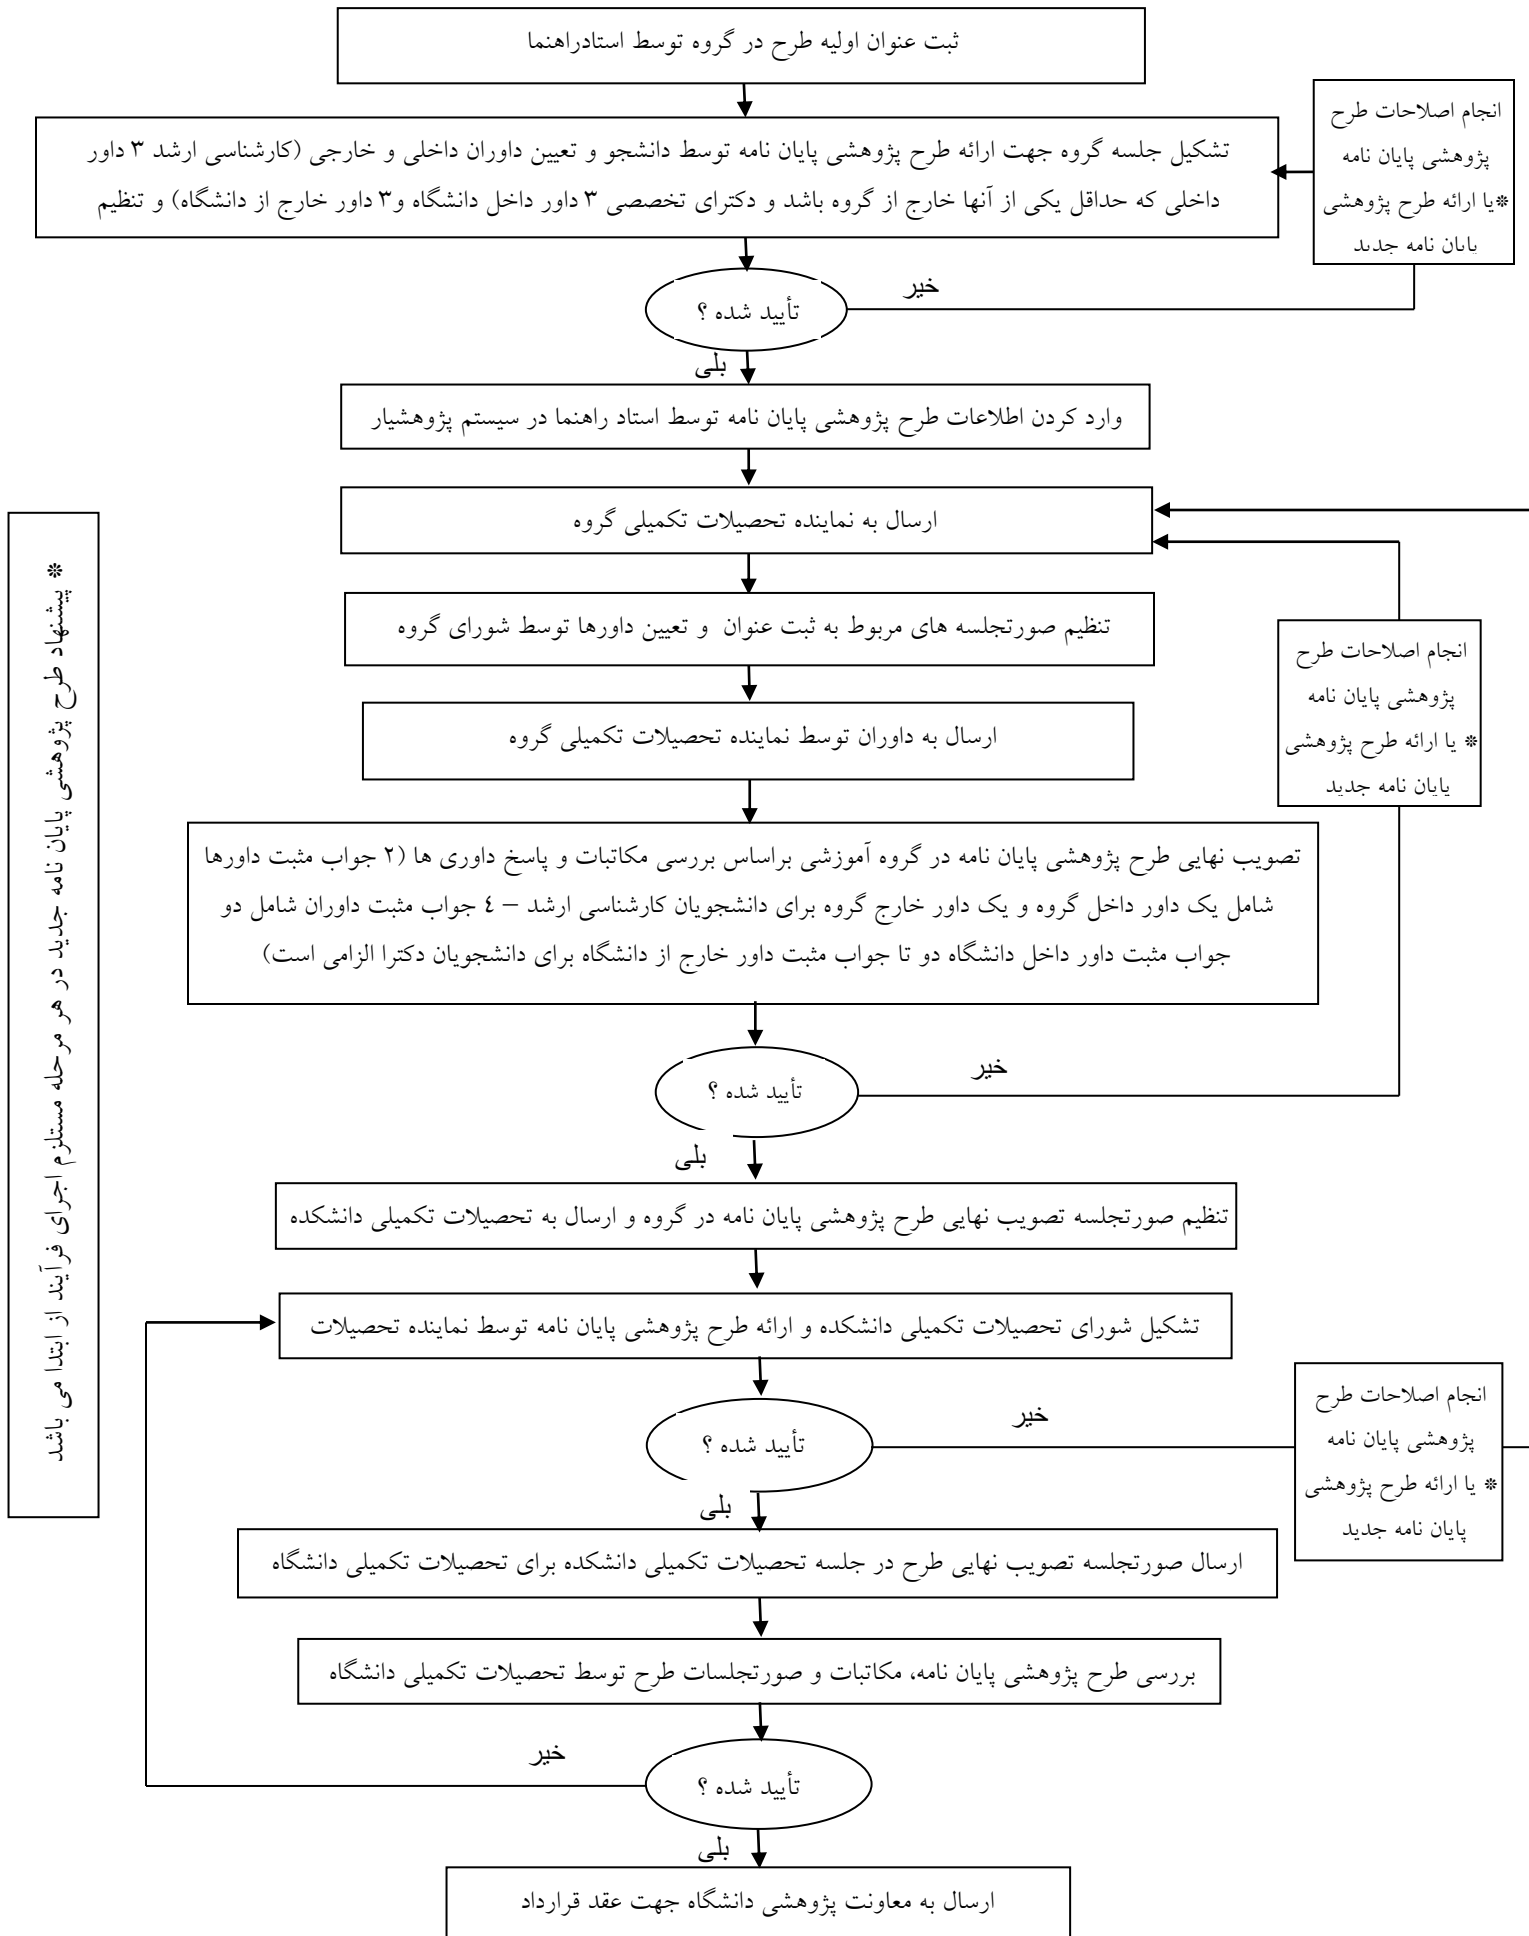 ثبت عنوان اولیه طرح در گروه توسط استادراهنما
تشکیل جلسه گروه جهت ارائه طرح پژوهشی پایان نامه توسط دانشجو و تعیین داوران داخلی و خارجی (کارشناسی ارشد ۳ داور
داخلی که حداقل یکی از آنها خارج از گروه باشد و دکترای تخصصی ۳ داور داخل دانشگاه و۳ داور خارج از دانشگاه) و تنظیم
انجام اصلاحات طرح
پژوهشی پایان نامه
*یا ارائه طرح پژوهشی
پایان نامه جدید
تأیید شده ؟
خیر
بلی
وارد کردن اطلاعات طرح پژوهشی پایان نامه توسط استاد راهنما در سیستم پژوهشیار
ارسال به نماینده تحصیلات تکمیلی گروه
تنظیم صورتجلسه های مربوط به ثبت عنوان و تعیین داورها توسط شورای گروه
ارسال به داوران توسط نماینده تحصیلات تکمیلی گروه
انجام اصلاحات طرح
پژوهشی پایان نامه
* یا ارائه طرح پژوهشی
پایان نامه جدید
تصویب نهایی طرح پژوهشی پایان نامه در گروه آموزشی براساس بررسی مکاتبات و پاسخ داوری ها (۲ جواب مثبت داورها
شامل یک داور داخل گروه و یک داور خارج گروه برای دانشجویان کارشناسی ارشد – ٤ جواب مثبت داوران شامل دو
جواب مثبت داور داخل دانشگاه دو تا جواب مثبت داور خارج از دانشگاه برای دانشجویان دکترا الزامی است)
تأیید شده ؟
خیر
بلی
تنظیم صورتجلسه تصویب نهایی طرح پژوهشی پایان نامه در گروه و ارسال به تحصیلات تکمیلی دانشکده
تشکیل شورای تحصیلات تکمیلی دانشکده و ارائه طرح پژوهشی پایان نامه توسط نماینده تحصیلات
تأیید شده ؟
خیر
انجام اصلاحات طرح
پژوهشی پایان نامه
* یا ارائه طرح پژوهشی
پایان نامه جدید
بلی
ارسال صورتجلسه تصویب نهایی طرح در جلسه تحصیلات تکمیلی دانشکده برای تحصیلات تکمیلی دانشگاه
بررسی طرح پژوهشی پایان نامه، مکاتبات و صورتجلسات طرح توسط تحصیلات تکمیلی دانشگاه
خیر
تأیید شده ؟
بلی
ارسال به معاونت پژوهشی دانشگاه جهت عقد قرارداد
* پیشنهاد طرح پژوهشی پایان نامه جدید در هر مرحله مستلزم اجرای فرآیند از ابتدا می باشد